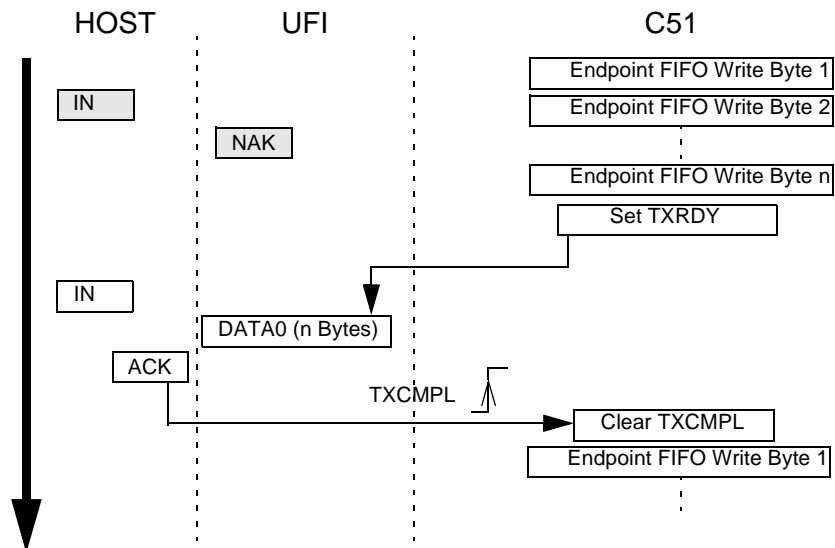 HOST UFI C51
Endpoint FIFO Write Byte 1
IN
Endpoint FIFO Write Byte 2
NAK
Endpoint FIFO Write Byte n
Set TXRDY
IN
DATA0 (n Bytes)
ACK
TXCMPL
Clear TXCMPL
Endpoint FIFO Write Byte 1